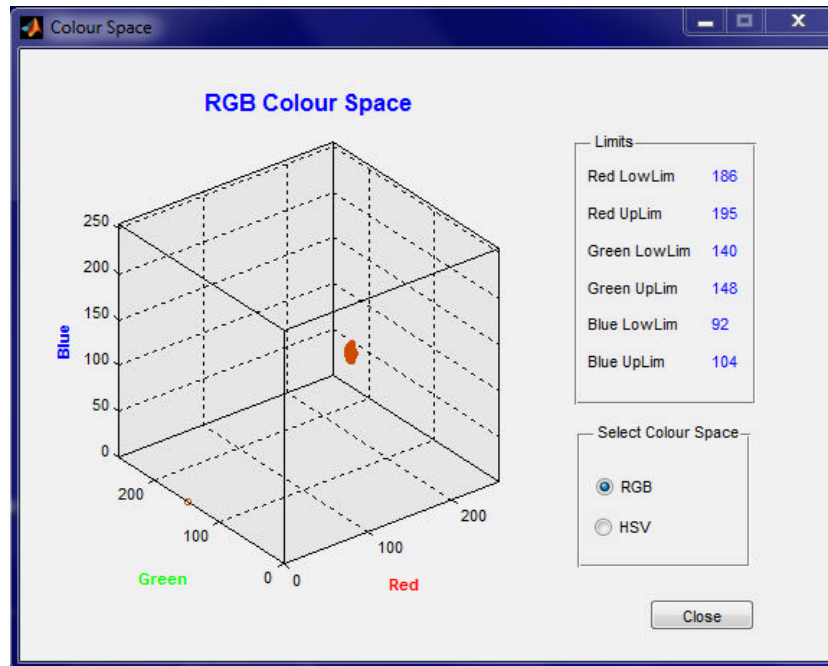 Colour Space
RGB Colour Space
250
200
150
100
50
0
Blue
200
100
0
Green
0
100
200
Red
Limits
Red LowLim 186
Red UpLim 195
Green LowLim 140
Green UpLim 148
Blue LowLim 92
Blue UpLim 104
Select Colour Space
RGB
HSV
Close